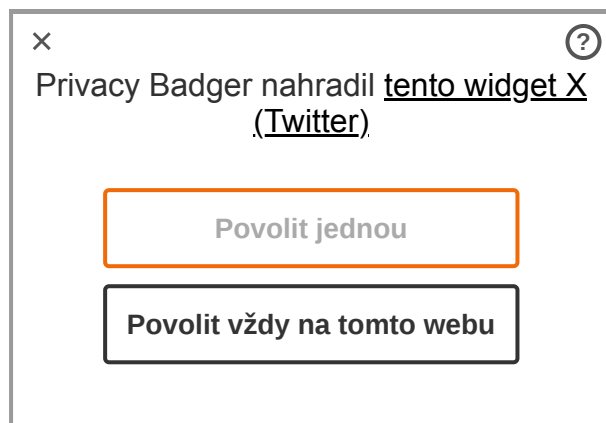 × ?
Privacy Badger nahradil tento widget X
(Twitter)
Povolit jednou
Povolit vždy na tomto webu